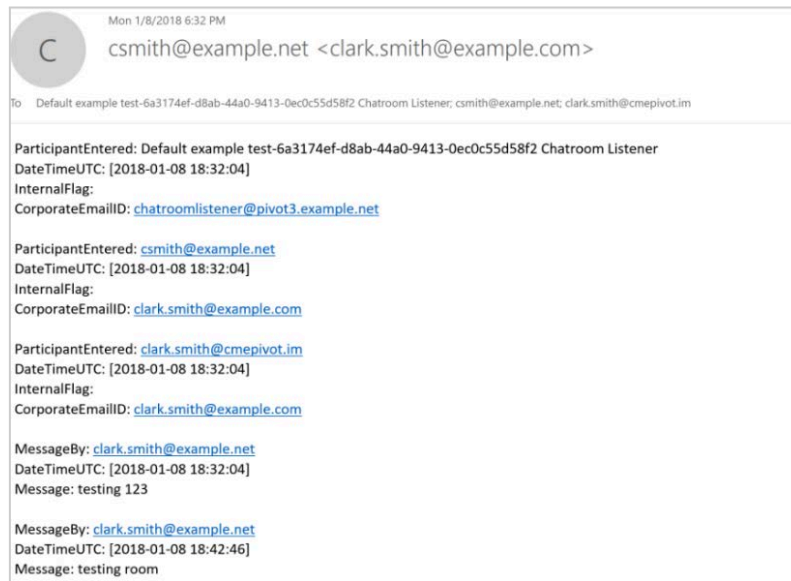 Mon 1/8/2018 6:32 PM
C
csmith@example.net <clark.smith@example.com>
To Default example test-6a3174ef-d8ab-44a0-9413-0ec0c55d58f2 Chatroom Listener; csmith@example.net; clark.smith@cmepivot.im
ParticipantEntered: Default example test-6a3174ef-d8ab-44a0-9413-0ec0c55d58f2 Chatroom Listener
DateTimeUTC: [2018-01-08 18:32:04]
InternalFlag:
CorporateEmailID: chatroomlistener@pivot3.example.net
ParticipantEntered: csmith@example.net
DateTimeUTC: [2018-01-08 18:32:04]
InternalFlag:
CorporateEmailID: clark.smith@example.com
ParticipantEntered: clark.smith@cmepivot.im
DateTimeUTC: [2018-01-08 18:32:04]
InternalFlag:
CorporateEmailID: clark.smith@example.com
MessageBy: clark.smith@example.net
DateTimeUTC: [2018-01-08 18:32:04]
Message: testing 123
MessageBy: clark.smith@example.net
DateTimeUTC: [2018-01-08 18:42:46]
Message: testing room